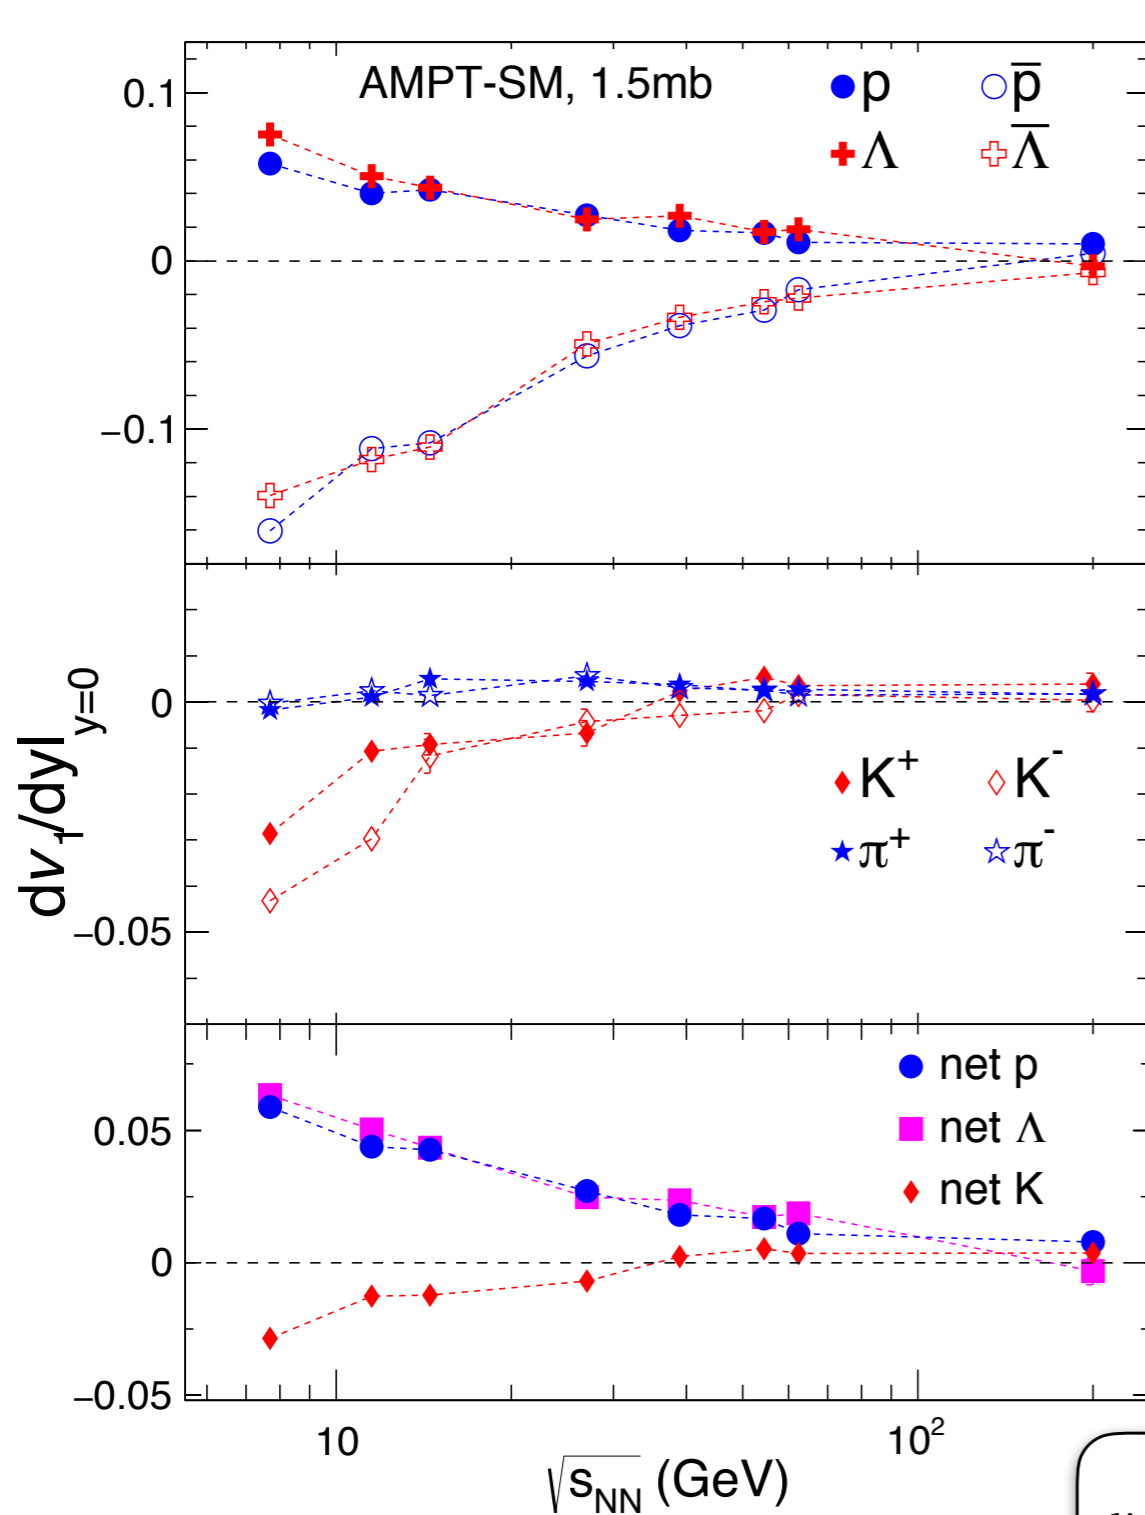 AMPT-SM, 1.5mb
p p̅
Λ Λ̅
0.1
0
−0.1
K⁺ K⁻
π⁺ π⁻
0
−0.05
dv₁/dy|y=0
net p
net Λ
net K
0.05
0
−0.05
10 10²
√sNN (GeV)